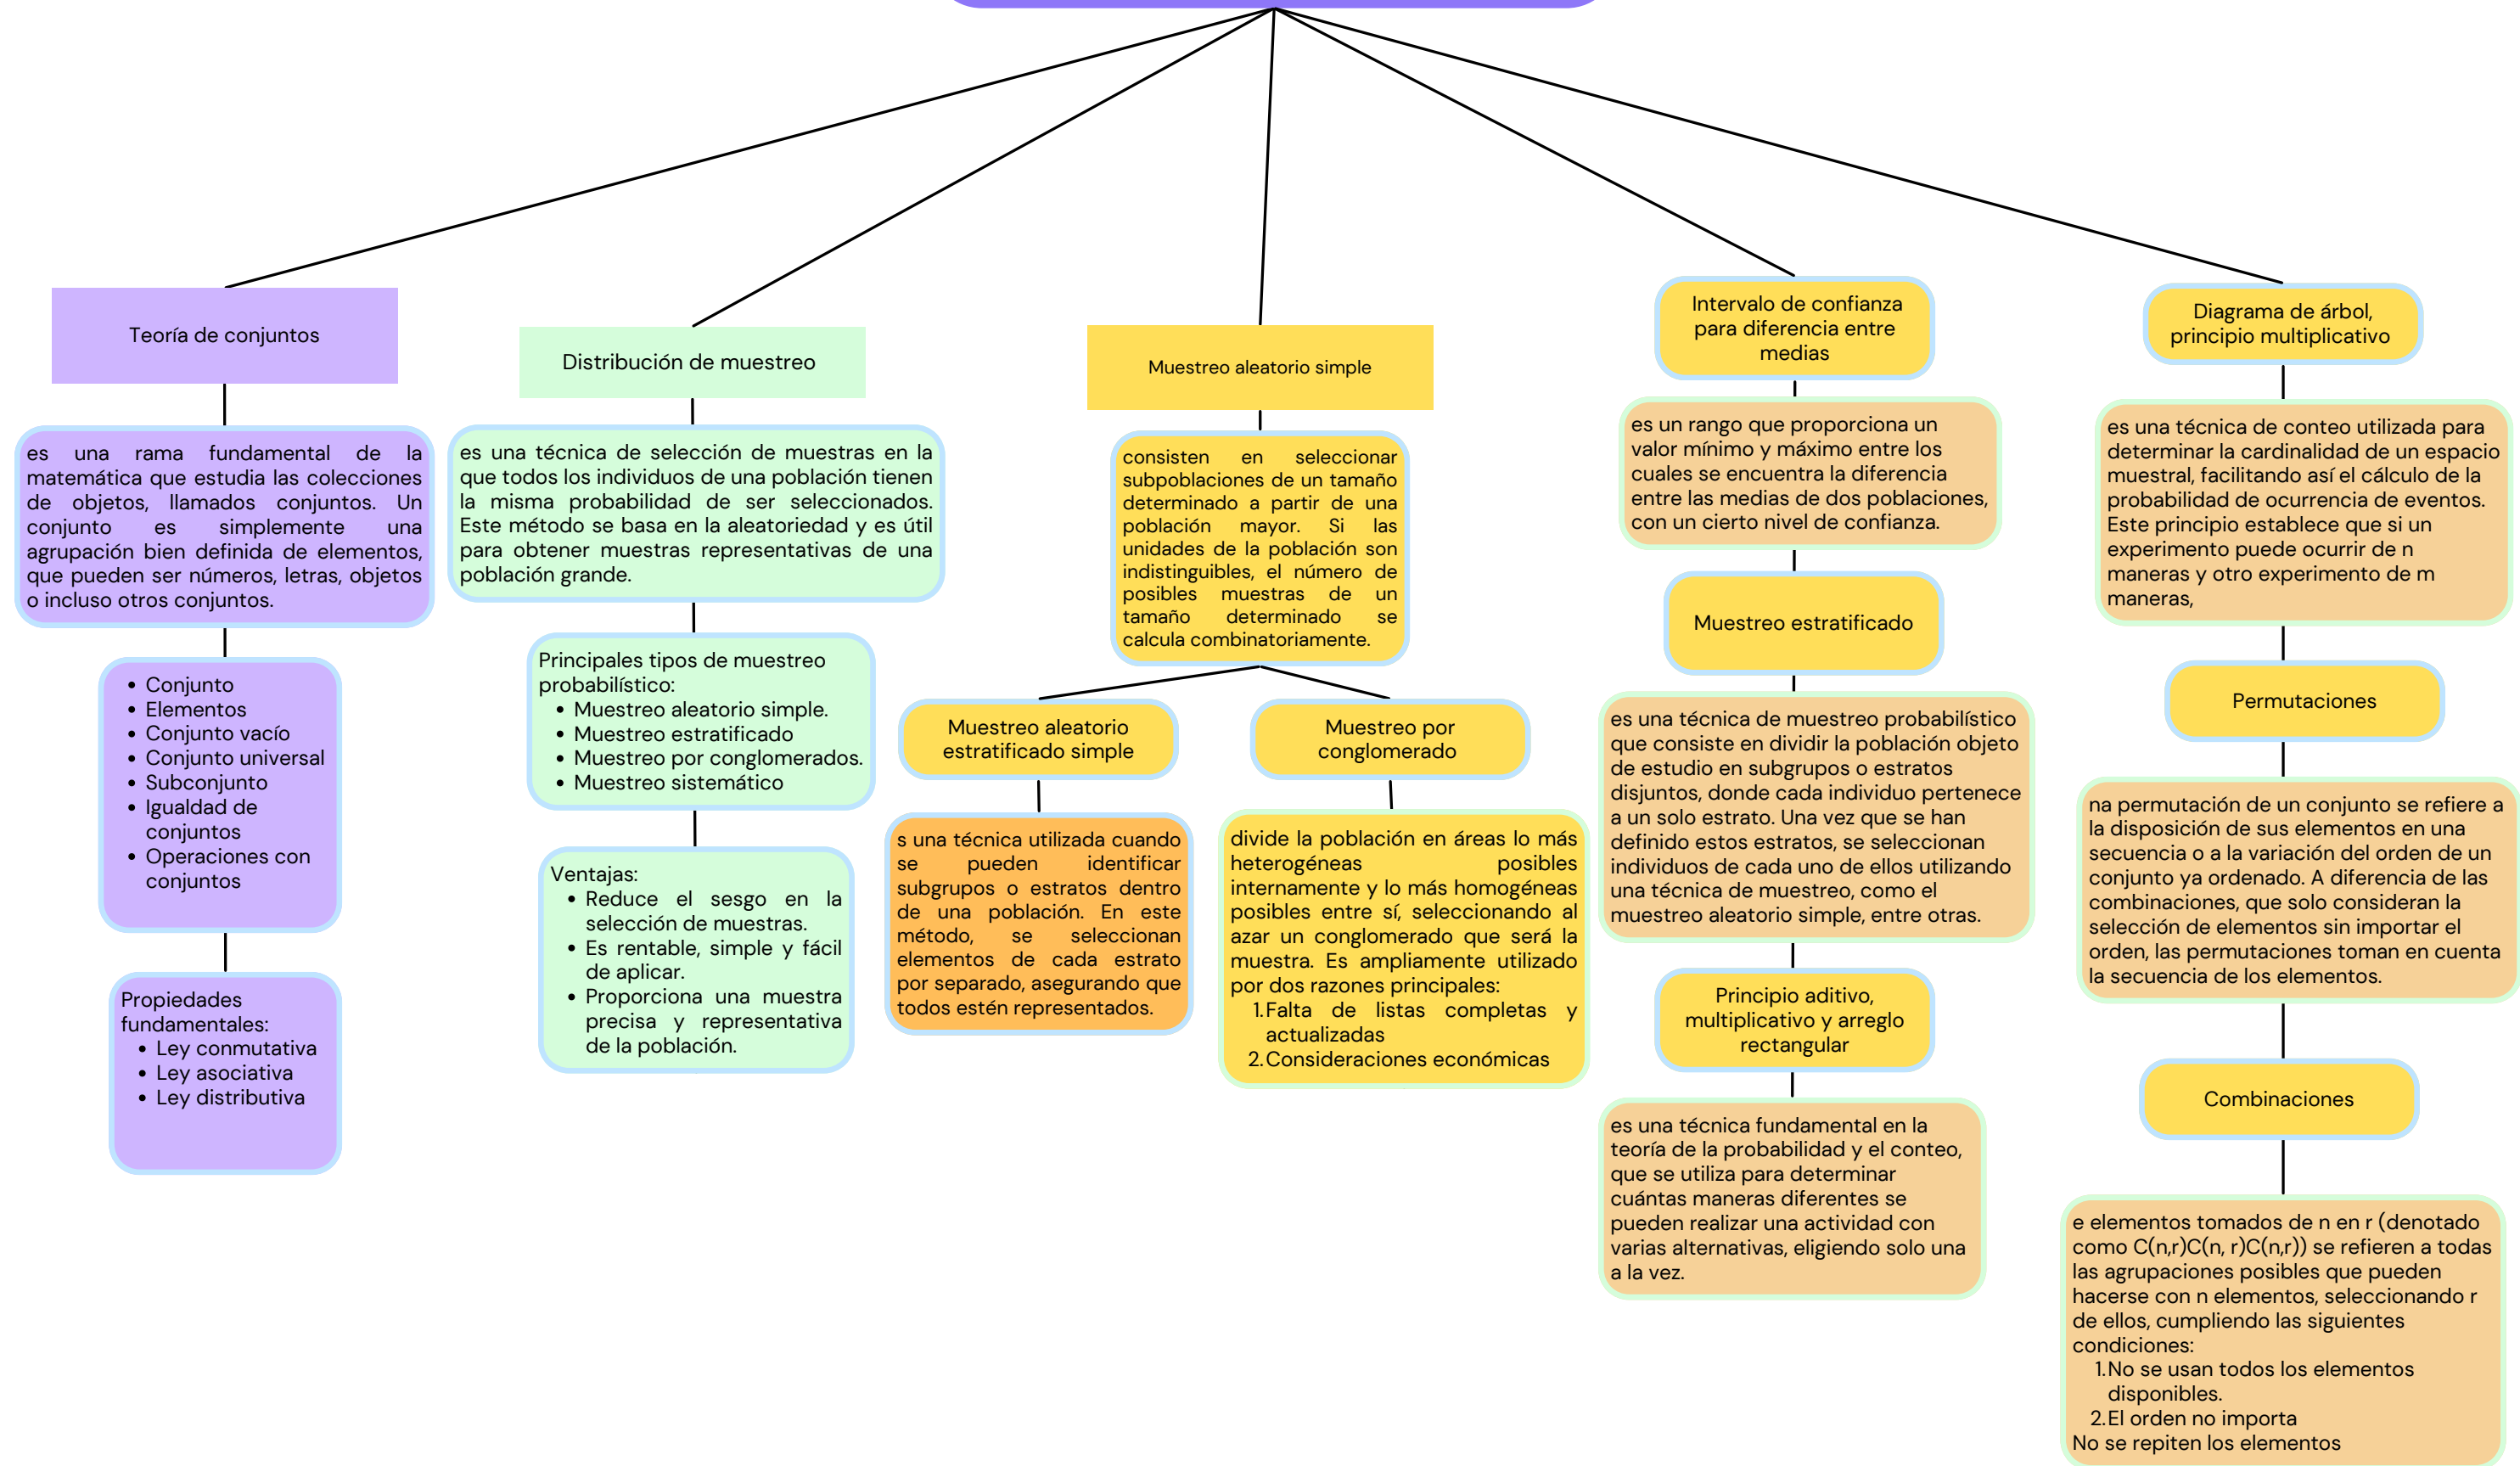 Teoría de conjuntos
es una rama fundamental de la
matemática que estudia las colecciones
de objetos, llamados conjuntos. Un
conjunto es simplemente una
agrupación bien definida de elementos,
que pueden ser números, letras, objetos
o incluso otros conjuntos.
• Conjunto
• Elementos
• Conjunto vacío
• Conjunto universal
• Subconjunto
• Igualdad de
conjuntos
• Operaciones con
conjuntos
Propiedades
fundamentales:
• Ley conmutativa
• Ley asociativa
• Ley distributiva
Distribución de muestreo
es una técnica de selección de muestras en la
que todos los individuos de una población tienen
la misma probabilidad de ser seleccionados.
Este método se basa en la aleatoriedad y es útil
para obtener muestras representativas de una
población grande.
Principales tipos de muestreo
probabilístico:
• Muestreo aleatorio simple.
• Muestreo estratificado
• Muestreo por conglomerados.
• Muestreo sistemático
Ventajas:
• Reduce el sesgo en la
selección de muestras.
• Es rentable, simple y fácil
de aplicar.
• Proporciona una muestra
precisa y representativa
de la población.
Muestreo aleatorio simple
consisten en seleccionar
subpoblaciones de un tamaño
determinado a partir de una
población mayor. Si las
unidades de la población son
indistinguibles, el número de
posibles muestras de un
tamaño determinado se
calcula combinatoriamente.
Muestreo aleatorio
estratificado simple
s una técnica utilizada cuando
se pueden identificar
subgrupos o estratos dentro
de una población. En este
método, se seleccionan
elementos de cada estrato
por separado, asegurando que
todos estén representados.
Muestreo por
conglomerado
divide la población en áreas lo más
heterogéneas posibles
internamente y lo más homogéneas
posibles entre sí, seleccionando al
azar un conglomerado que será la
muestra. Es ampliamente utilizado
por dos razones principales:
1. Falta de listas completas y
actualizadas
2. Consideraciones económicas
Intervalo de confianza
para diferencia entre
medias
es un rango que proporciona un
valor mínimo y máximo entre los
cuales se encuentra la diferencia
entre las medias de dos poblaciones,
con un cierto nivel de confianza.
Muestreo estratificado
es una técnica de muestreo probabilístico
que consiste en dividir la población objeto
de estudio en subgrupos o estratos
disjuntos, donde cada individuo pertenece
a un solo estrato. Una vez que se han
definido estos estratos, se seleccionan
individuos de cada uno de ellos utilizando
una técnica de muestreo, como el
muestreo aleatorio simple, entre otras.
Principio aditivo,
multiplicativo y arreglo
rectangular
es una técnica fundamental en la
teoría de la probabilidad y el conteo,
que se utiliza para determinar
cuántas maneras diferentes se
pueden realizar una actividad con
varias alternativas, eligiendo solo una
a la vez.
Diagrama de árbol,
principio multiplicativo
es una técnica de conteo utilizada para
determinar la cardinalidad de un espacio
muestral, facilitando así el cálculo de la
probabilidad de ocurrencia de eventos.
Este principio establece que si un
experimento puede ocurrir de n
maneras y otro experimento de m
maneras,
Permutaciones
na permutación de un conjunto se refiere a
la disposición de sus elementos en una
secuencia o a la variación del orden de un
conjunto ya ordenado. A diferencia de las
combinaciones, que solo consideran la
selección de elementos sin importar el
orden, las permutaciones toman en cuenta
la secuencia de los elementos.
Combinaciones
e elementos tomados de n en r (denotado
como C(n,r)C(n, r)C(n,r)) se refieren a todas
las agrupaciones posibles que pueden
hacerse con n elementos, seleccionando r
de ellos, cumpliendo las siguientes
condiciones:
1. No se usan todos los elementos
disponibles.
2. El orden no importa
No se repiten los elementos